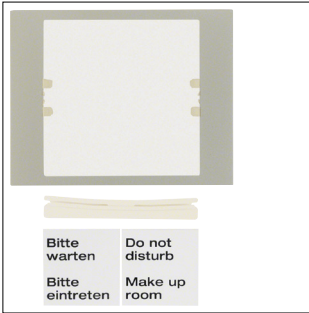 Bitte
warten
Bitte
eintreten
Do not
disturb
Make up
room